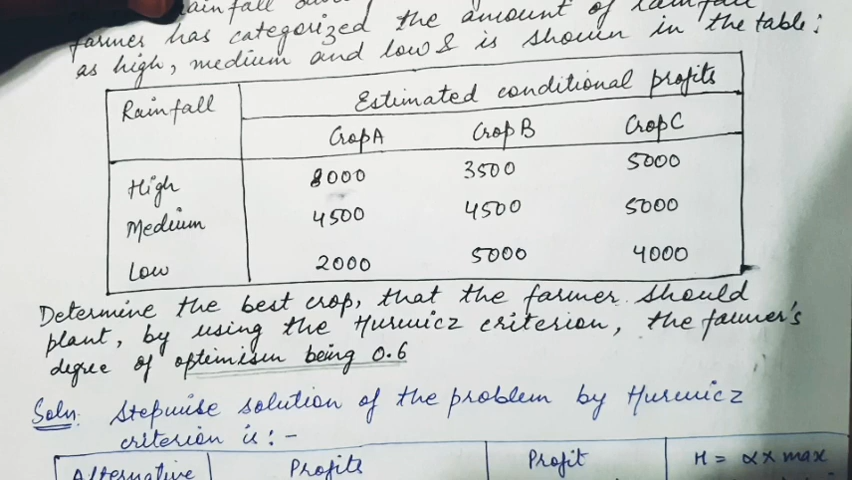 farmer has categorized the amount of
as high, medium and low & is shown in the table:
Rainfall Estimated conditional profits
Crop A Crop B Crop C
High 8000 3500 5000
Medium 4500 4500 5000
Low 2000 5000 4000
Determine the best crop, that the farmer should
plant, by using the Hurwicz criterion, the farmer's
degree of optimism being 0.6
Soln: Stepwise solution of the problem by Hurwicz
criterion is:-
Alternative Profits Profit H = α x max